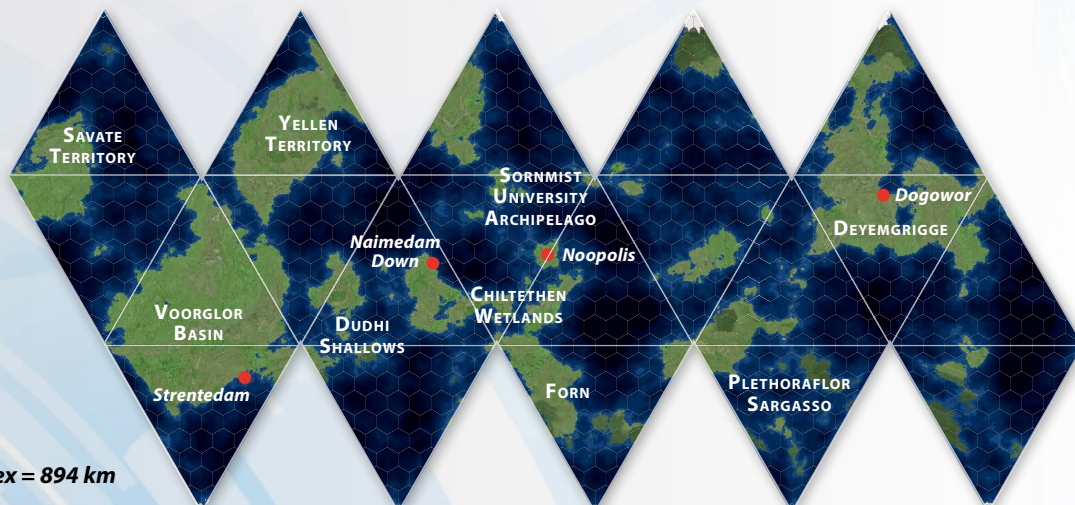 SAVATE
TERRITORY
YELLEN
TERRITORY
SORNMIST
UNIVERSITY
ARCHIPELAGO
Dogowor
DEYEMGRIGGE
Naimedam
Down
Noopolis
CHILTETHEN
WETLANDS
VOORGLOR
BASIN
DUDHI
SHALLOWS
Strentedam
FORN
PLETHORAFLOR
SARGASSO
ex = 894 km